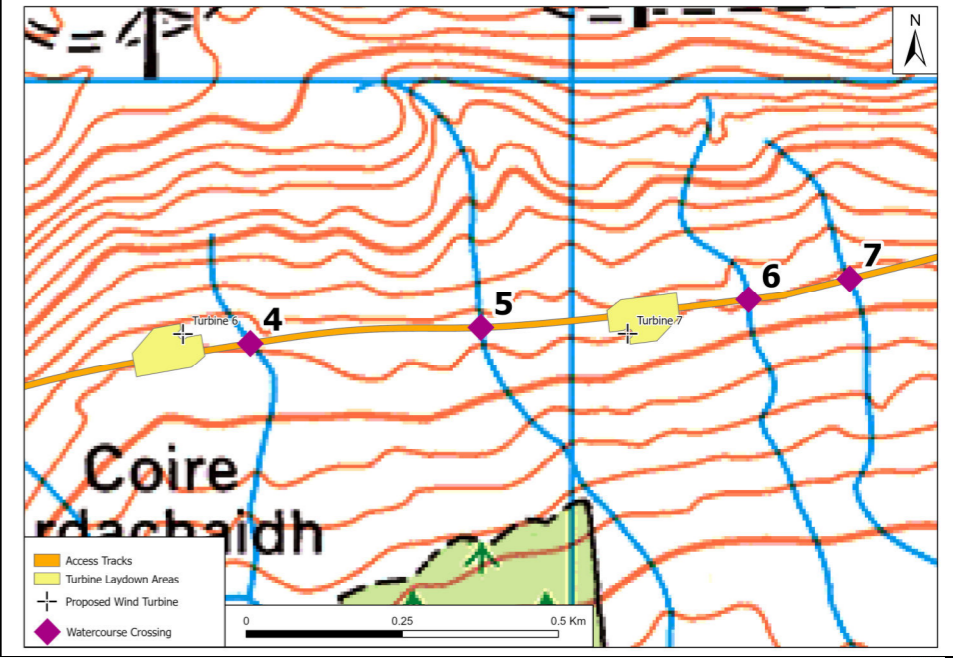 N
7
6
5
Turbine 6
4
Turbine 7
Coire
rdachaidh
Access Tracks
Turbine Laydown Areas
Proposed Wind Turbine
Watercourse Crossing
0 0.25 0.5 Km